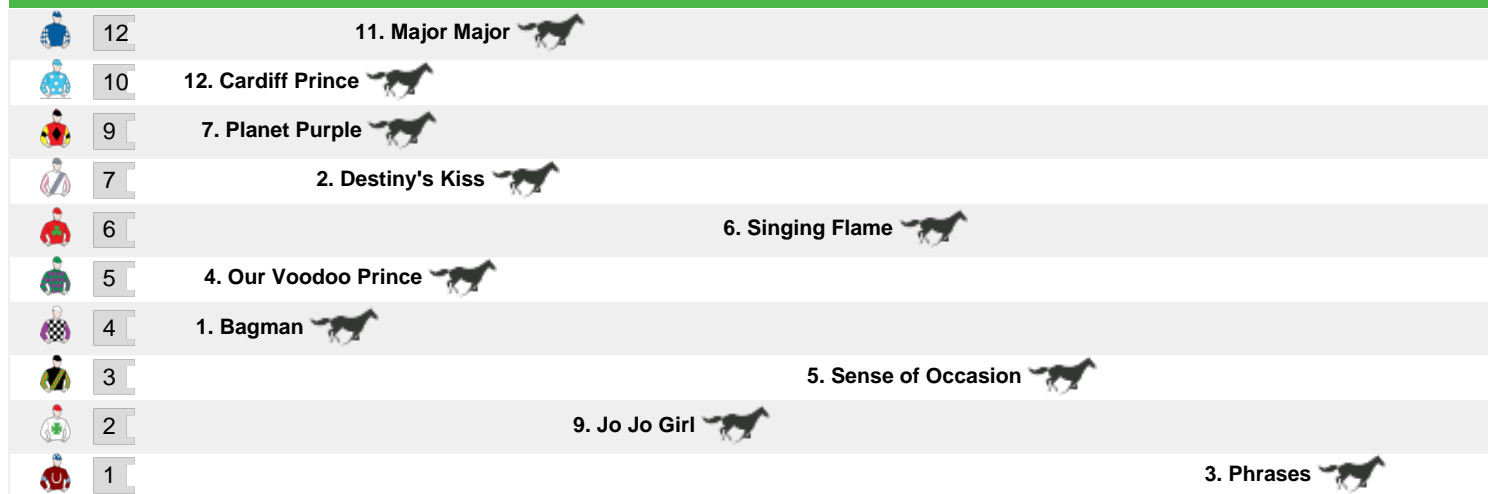 12 11. Major Major
10 12. Cardiff Prince
9 7. Planet Purple
7 2. Destiny's Kiss
6 6. Singing Flame
5 4. Our Voodoo Prince
4 1. Bagman
3 5. Sense of Occasion
2 9. Jo Jo Girl
1 3. Phrases